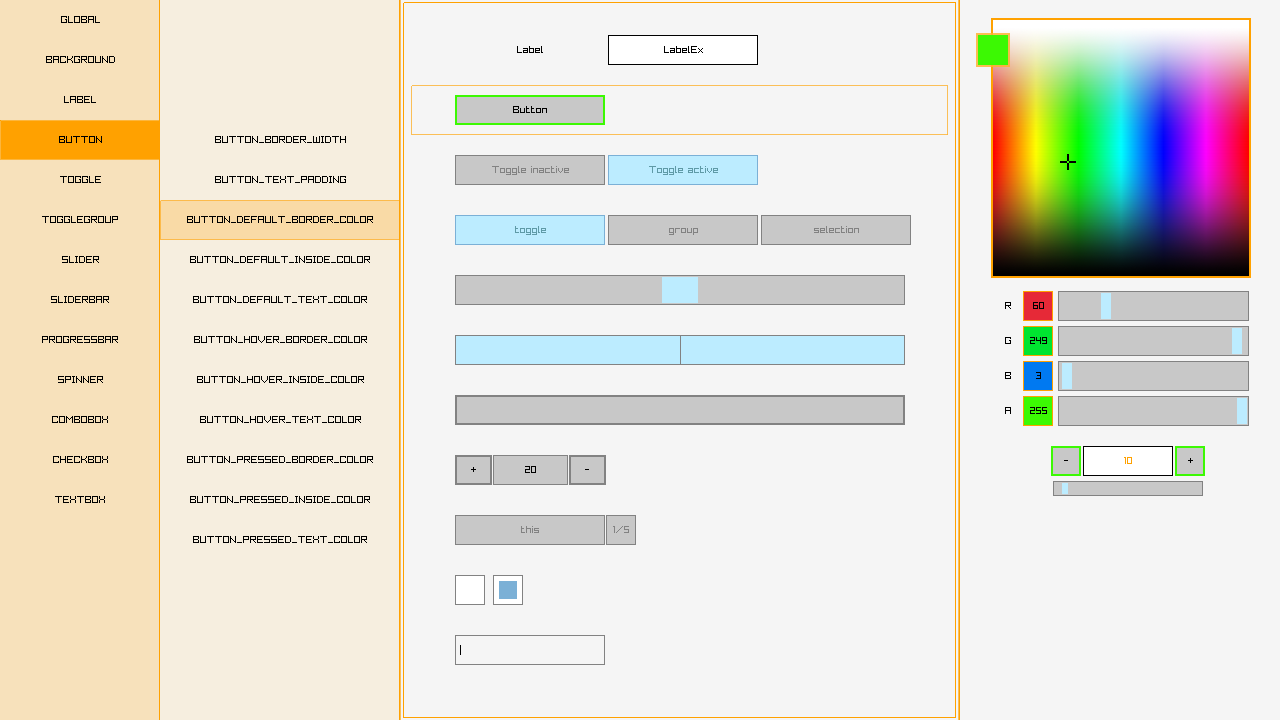 GLOBAL
BACKGROUND
LABEL
BUTTON
TOGGLE
TOGGLEGROUP
SLIDER
SLIDERBAR
PROGRESSBAR
SPINNER
COMBOBOX
CHECKBOX
TEXTBOX
BUTTON_BORDER_WIDTH
BUTTON_TEXT_PADDING
BUTTON_DEFAULT_BORDER_COLOR
BUTTON_DEFAULT_INSIDE_COLOR
BUTTON_DEFAULT_TEXT_COLOR
BUTTON_HOVER_BORDER_COLOR
BUTTON_HOVER_INSIDE_COLOR
BUTTON_HOVER_TEXT_COLOR
BUTTON_PRESSED_BORDER_COLOR
BUTTON_PRESSED_INSIDE_COLOR
BUTTON_PRESSED_TEXT_COLOR
Label LabelEx
Button
Toggle inactive Toggle active
toggle group selection
+ 20 -
this 1/5
R 60
G 249
B 3
A 255
- 10 +